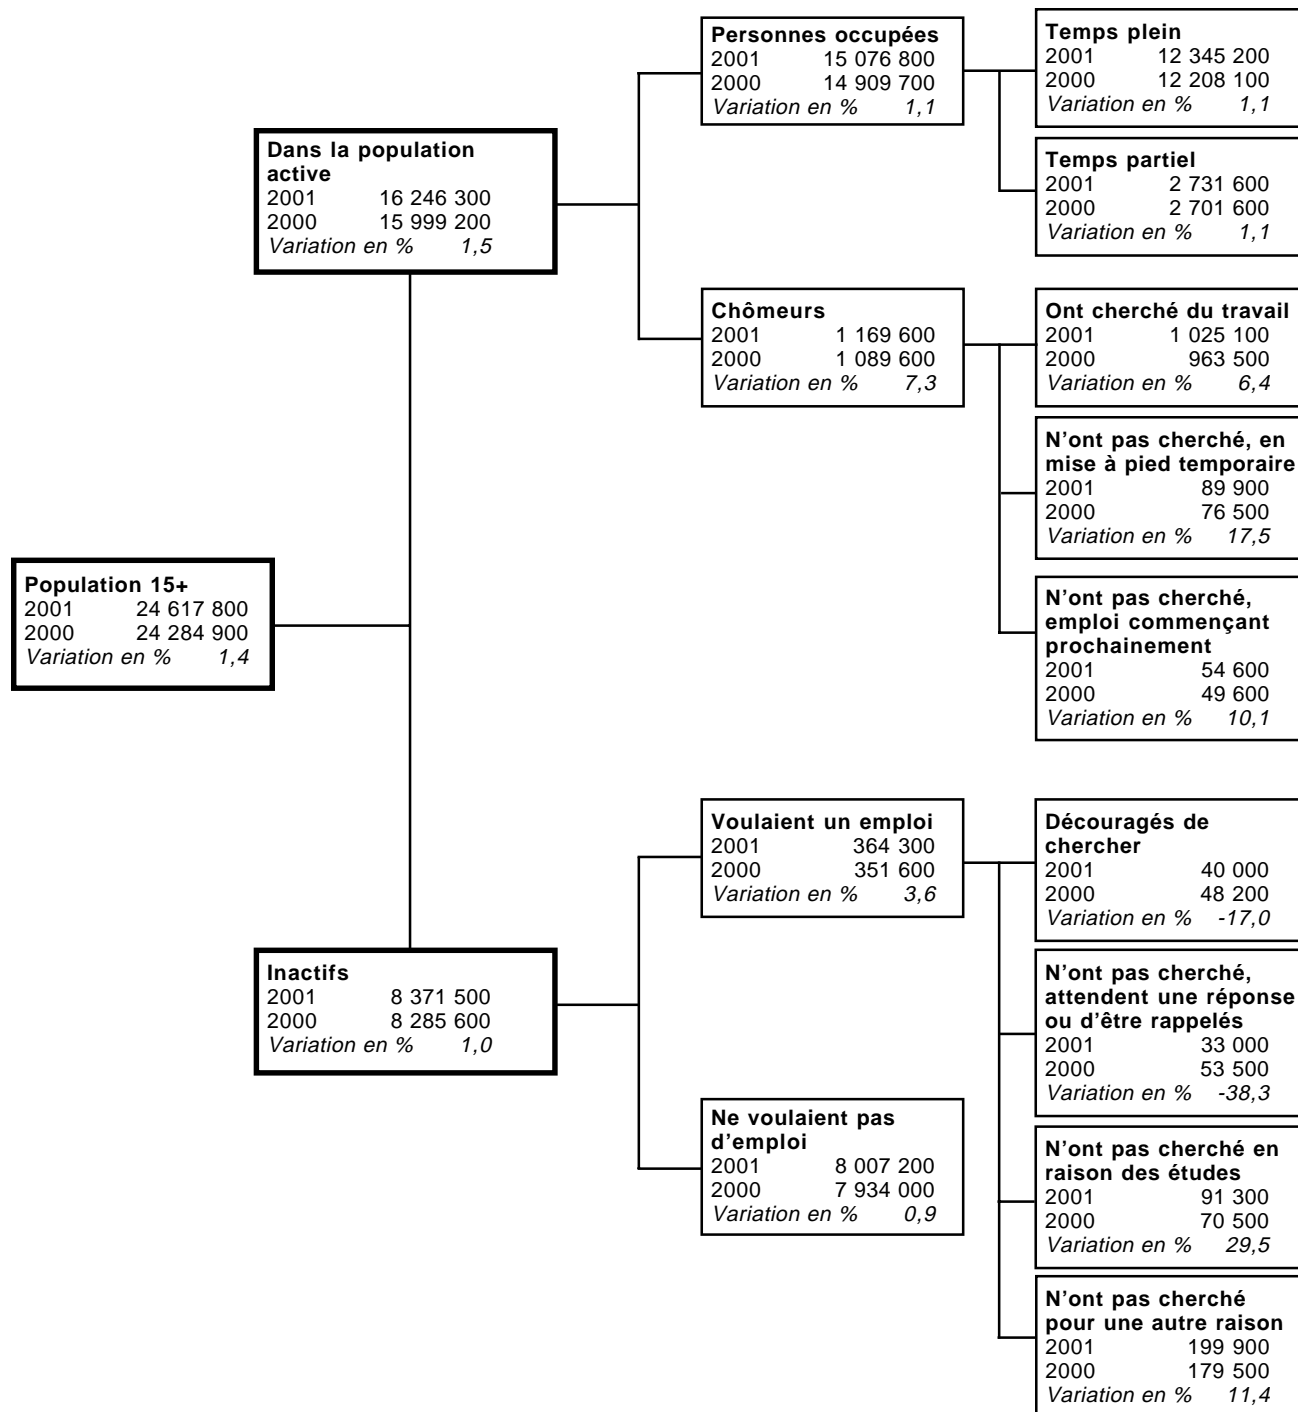 Population 15+
2001 24 617 800
2000 24 284 900
Variation en % 1,4
Dans la population
active
2001 16 246 300
2000 15 999 200
Variation en % 1,5
Personnes occupées
2001 15 076 800
2000 14 909 700
Variation en % 1,1
Temps plein
2001 12 345 200
2000 12 208 100
Variation en % 1,1
Temps partiel
2001 2 731 600
2000 2 701 600
Variation en % 1,1
Chômeurs
2001 1 169 600
2000 1 089 600
Variation en % 7,3
Ont cherché du travail
2001 1 025 100
2000 963 500
Variation en % 6,4
N'ont pas cherché, en
mise à pied temporaire
2001 89 900
2000 76 500
Variation en % 17,5
N'ont pas cherché,
emploi commençant
prochainement
2001 54 600
2000 49 600
Variation en % 10,1
Inactifs
2001 8 371 500
2000 8 285 600
Variation en % 1,0
Voulaient un emploi
2001 364 300
2000 351 600
Variation en % 3,6
Découragés de
chercher
2001 40 000
2000 48 200
Variation en % -17,0
N'ont pas cherché,
attendent une réponse
ou d'être rappelés
2001 33 000
2000 53 500
Variation en % -38,3
N'ont pas cherché en
raison des études
2001 91 300
2000 70 500
Variation en % 29,5
N'ont pas cherché
pour une autre raison
2001 199 900
2000 179 500
Variation en % 11,4
Ne voulaient pas
d'emploi
2001 8 007 200
2000 7 934 000
Variation en % 0,9